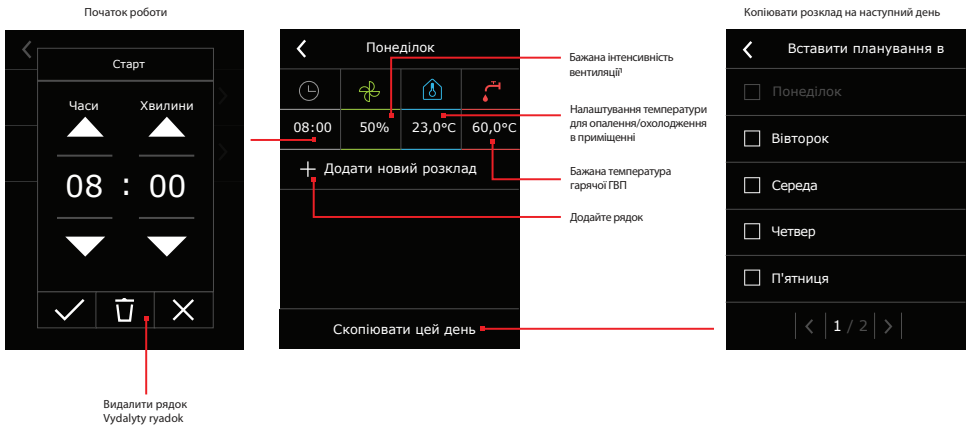 Початок роботи
Старт
Часи Хвилини
08 : 00
Видалити рядок
Vydalyty ryadok
Понеділок
08:00 50% 23,0°C 60,0°C
Додати новий розклад
Скопіювати цей день
Бажана інтенсивність
вентиляції¹
Налаштування температури
для опалення/охолодження
в приміщенні
Бажана температура
гарячої ГВП
Додайте рядок
Копіювати розклад на наступний день
Вставити планування в
Понеділок
Вівторок
Середа
Четвер
П'ятниця
1 / 2